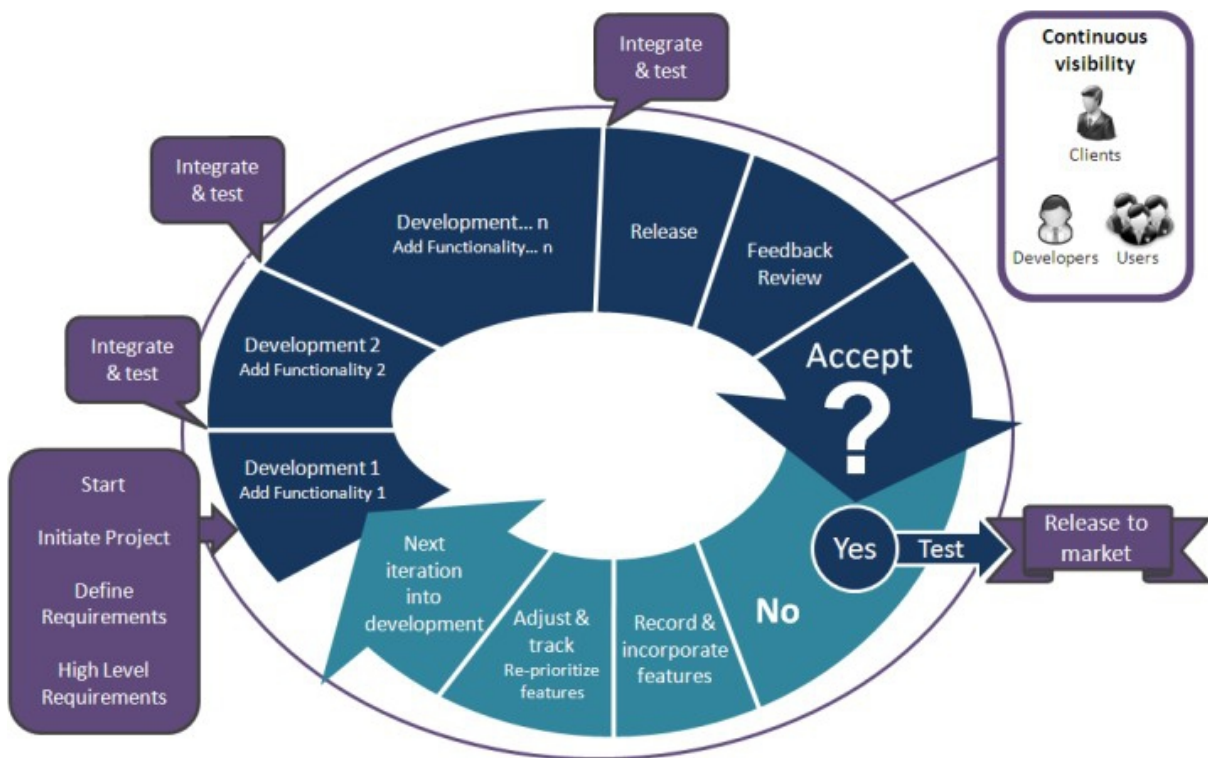 Integrate
& test
Continuous
visibility
Clients
Developers
Users
Integrate
& test
Development... n
Add Functionality... n
Release
Feedback
Review
Integrate
& test
Development 2
Add Functionality 2
Accept
?
Development 1
Add Functionality 1
Start
Initiate Project
Define
Requirements
High Level
Requirements
Next
iteration
into
development
Adjust &
track
Re-prioritize
features
Record &
incorporate
features
No
Yes
Test
Release to
market